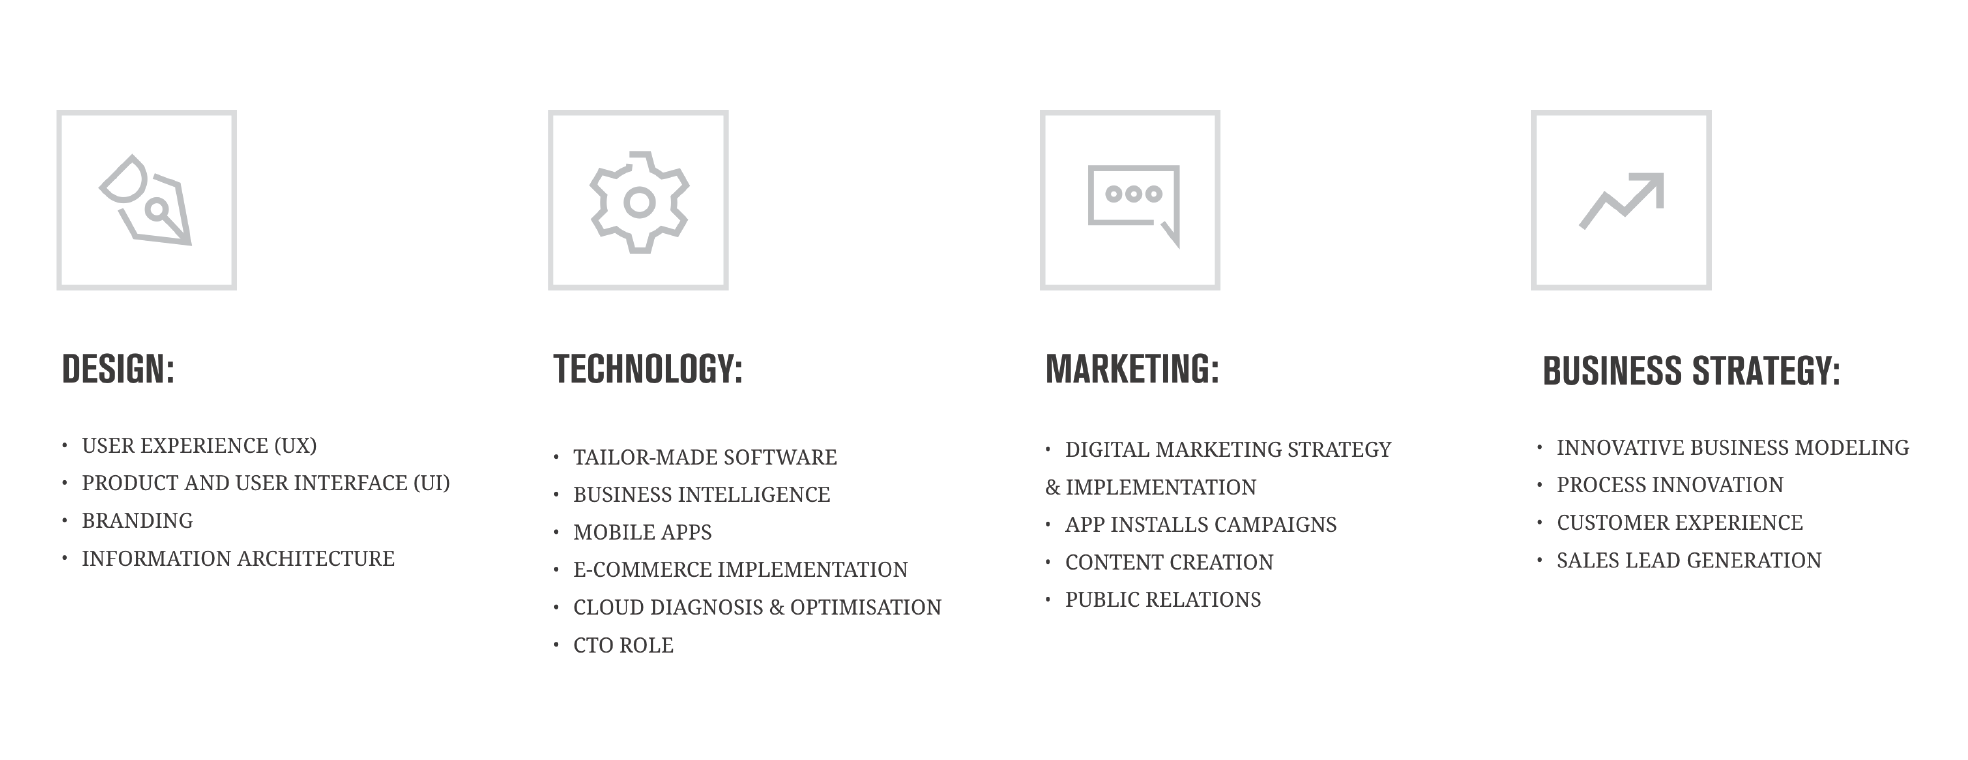 DESIGN:
• USER EXPERIENCE (UX)
• PRODUCT AND USER INTERFACE (UI)
• BRANDING
• INFORMATION ARCHITECTURE
TECHNOLOGY:
• TAILOR-MADE SOFTWARE
• BUSINESS INTELLIGENCE
• MOBILE APPS
• E-COMMERCE IMPLEMENTATION
• CLOUD DIAGNOSIS & OPTIMISATION
• CTO ROLE
MARKETING:
• DIGITAL MARKETING STRATEGY
& IMPLEMENTATION
• APP INSTALLS CAMPAIGNS
• CONTENT CREATION
• PUBLIC RELATIONS
BUSINESS STRATEGY:
• INNOVATIVE BUSINESS MODELING
• PROCESS INNOVATION
• CUSTOMER EXPERIENCE
• SALES LEAD GENERATION